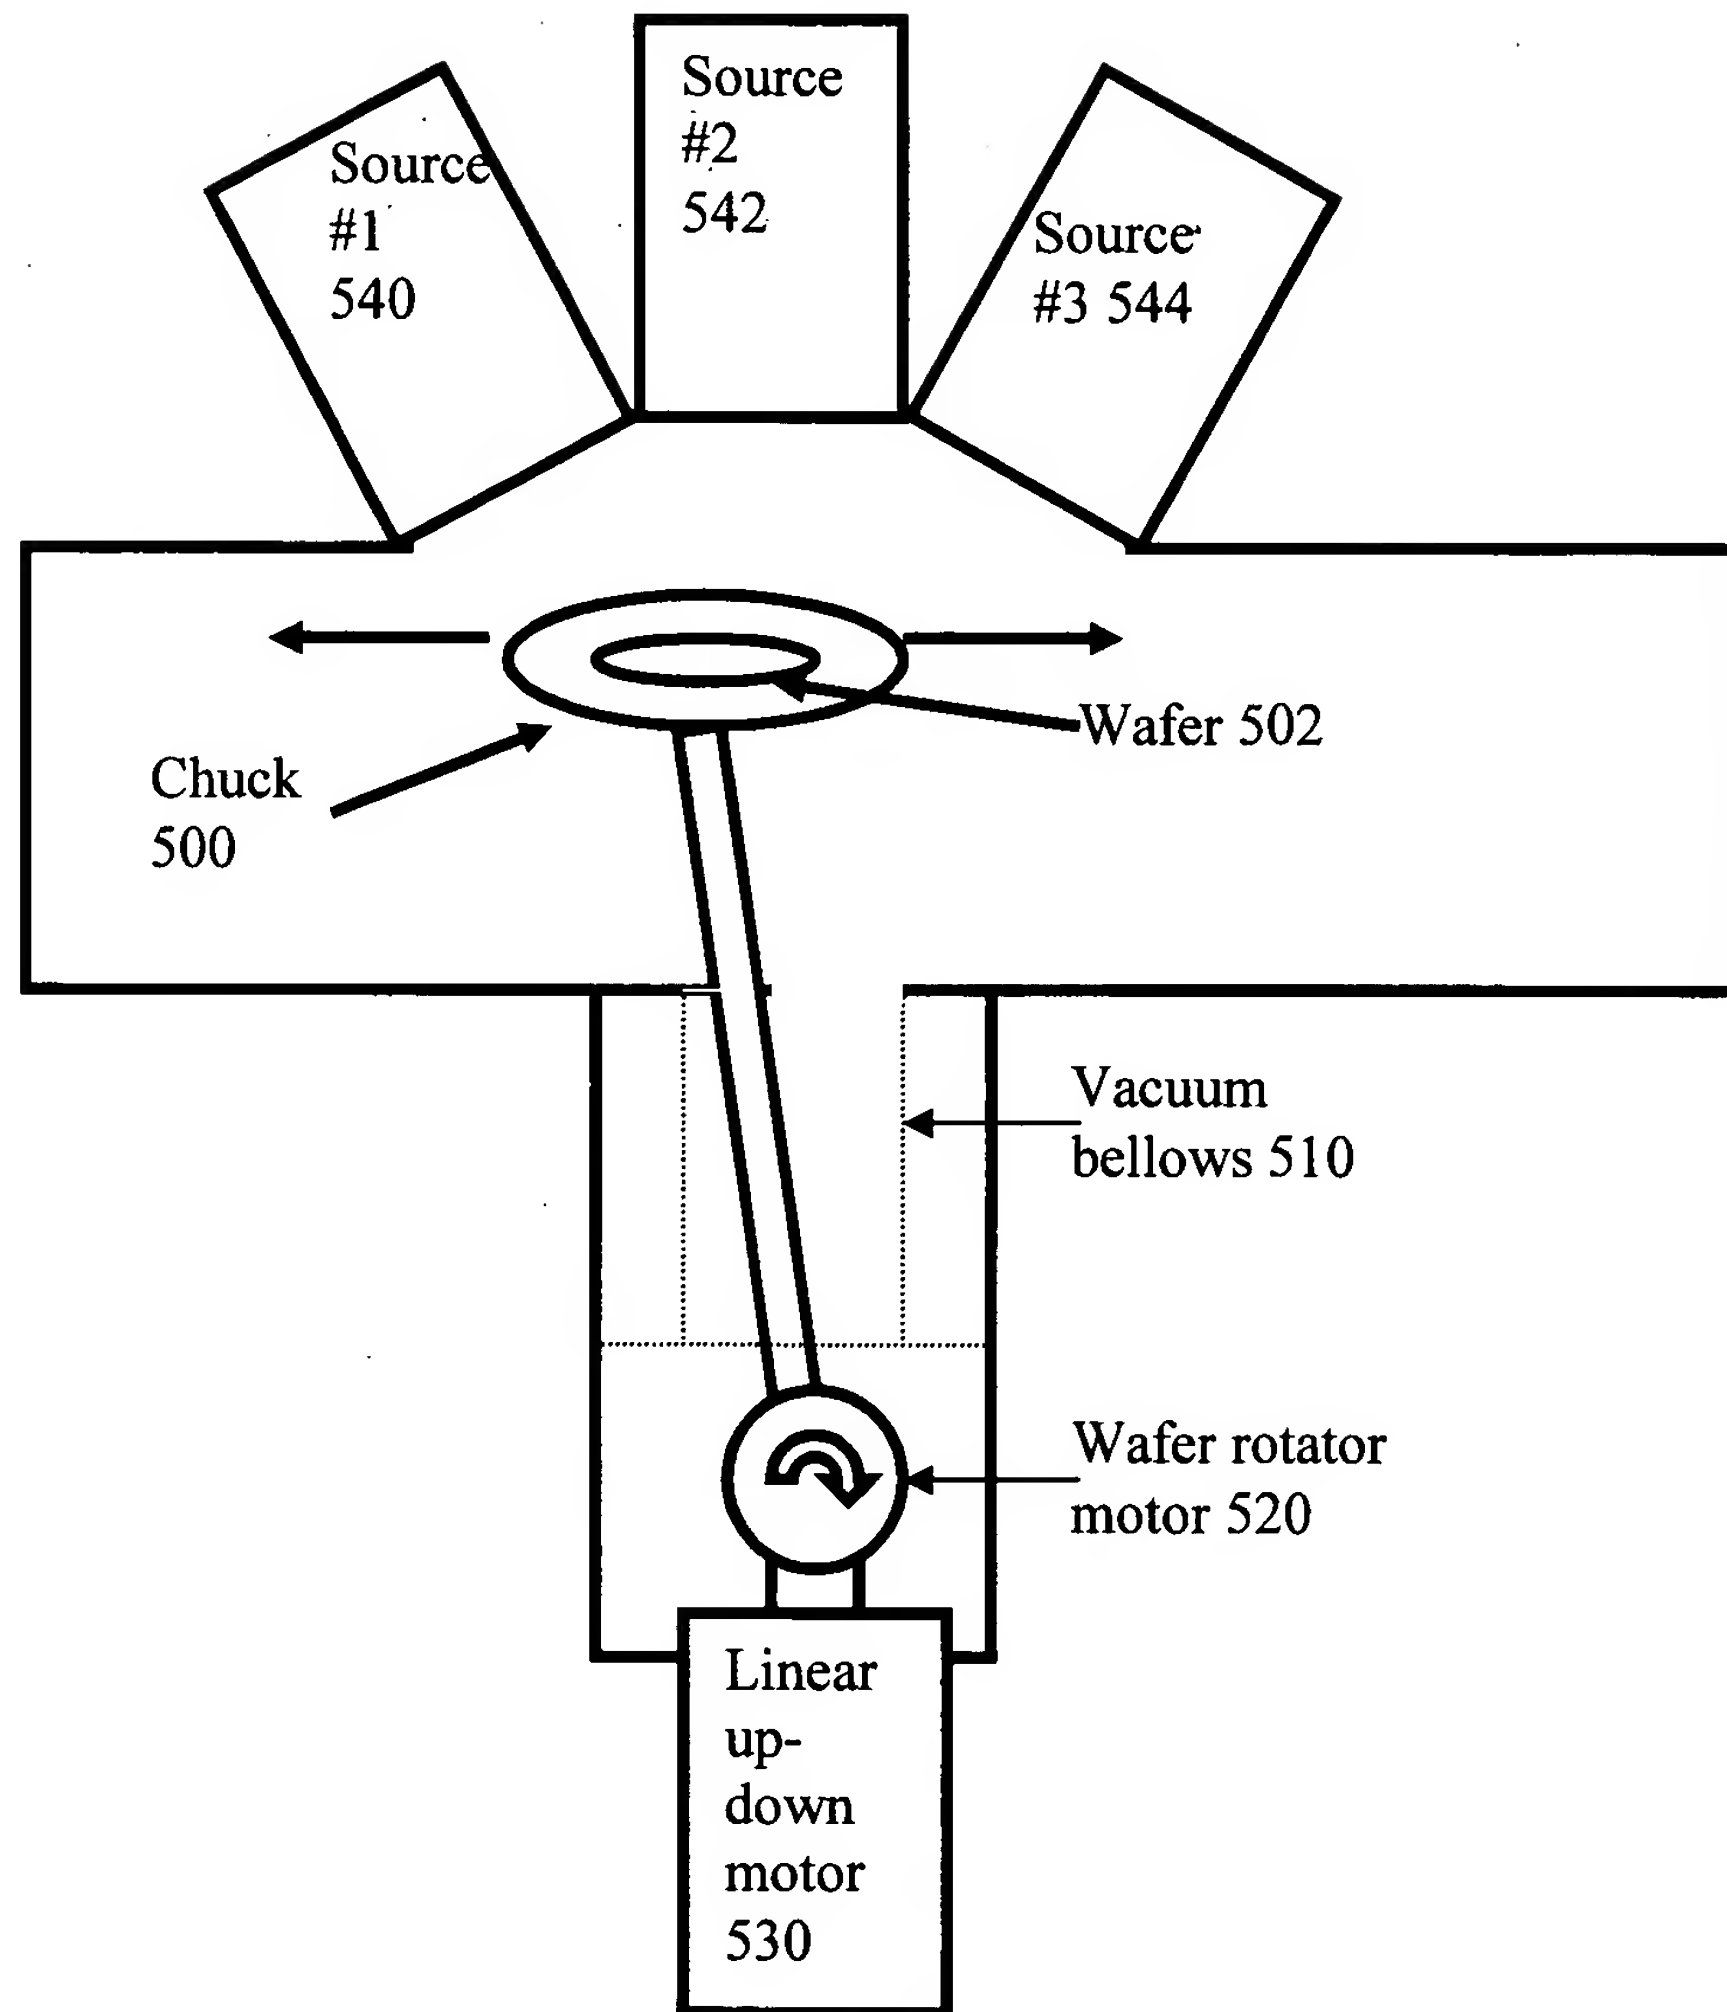 Source
#2
542
Source
#1
540
Source
#3 544
Wafer 502
Chuck
500
Vacuum
bellows 510
Wafer rotator
motor 520
Linear
up-
down
motor
530